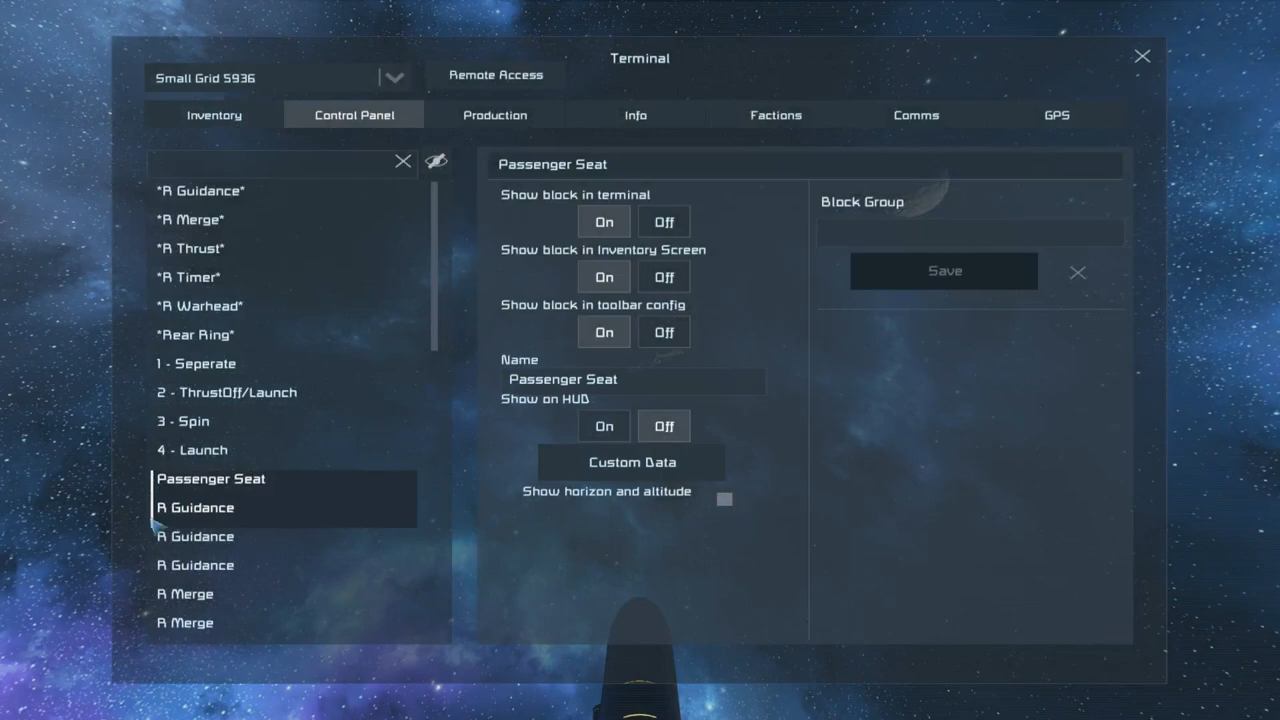 Terminal
Small Grid 5936
Remote Access
Inventory
Control Panel
Production
Info
Factions
Comms
GPS
*R Guidance*
*R Merge*
*R Thrust*
*R Timer*
*R Warhead*
*Rear Ring*
1 - Seperate
2 - ThrustOff/Launch
3 - Spin
4 - Launch
Passenger Seat
R Guidance
R Guidance
R Guidance
R Merge
R Merge
Passenger Seat
Show block in terminal
On Off
Show block in Inventory Screen
On Off
Show block in toolbar config
On Off
Name
Passenger Seat
Show on HUD
On Off
Custom Data
Show horizon and altitude
Block Group
Save